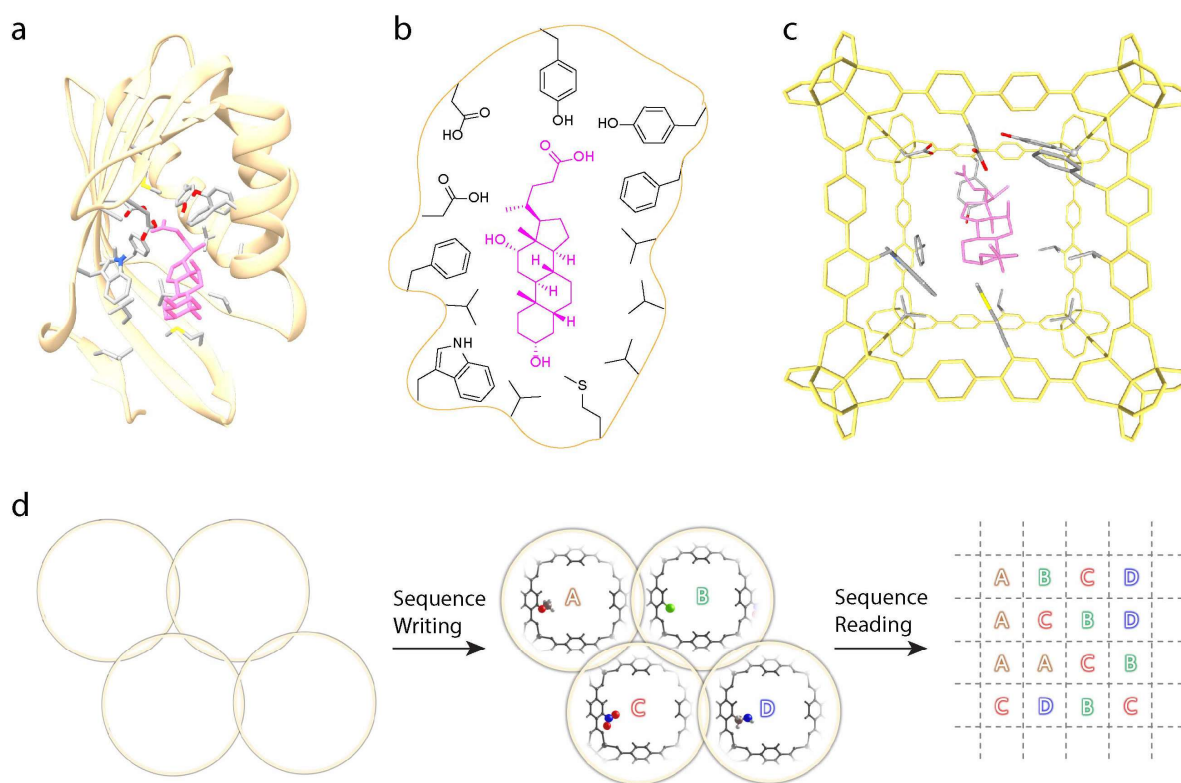 a
b
c
O
HO
OH
HO
O
OH
O
OH
HO
H
H
H
H
NH
OH
S
d
Sequence
Writing
A
B
C
D
Sequence
Reading
A B C D
A C B D
A A C B
C D B C